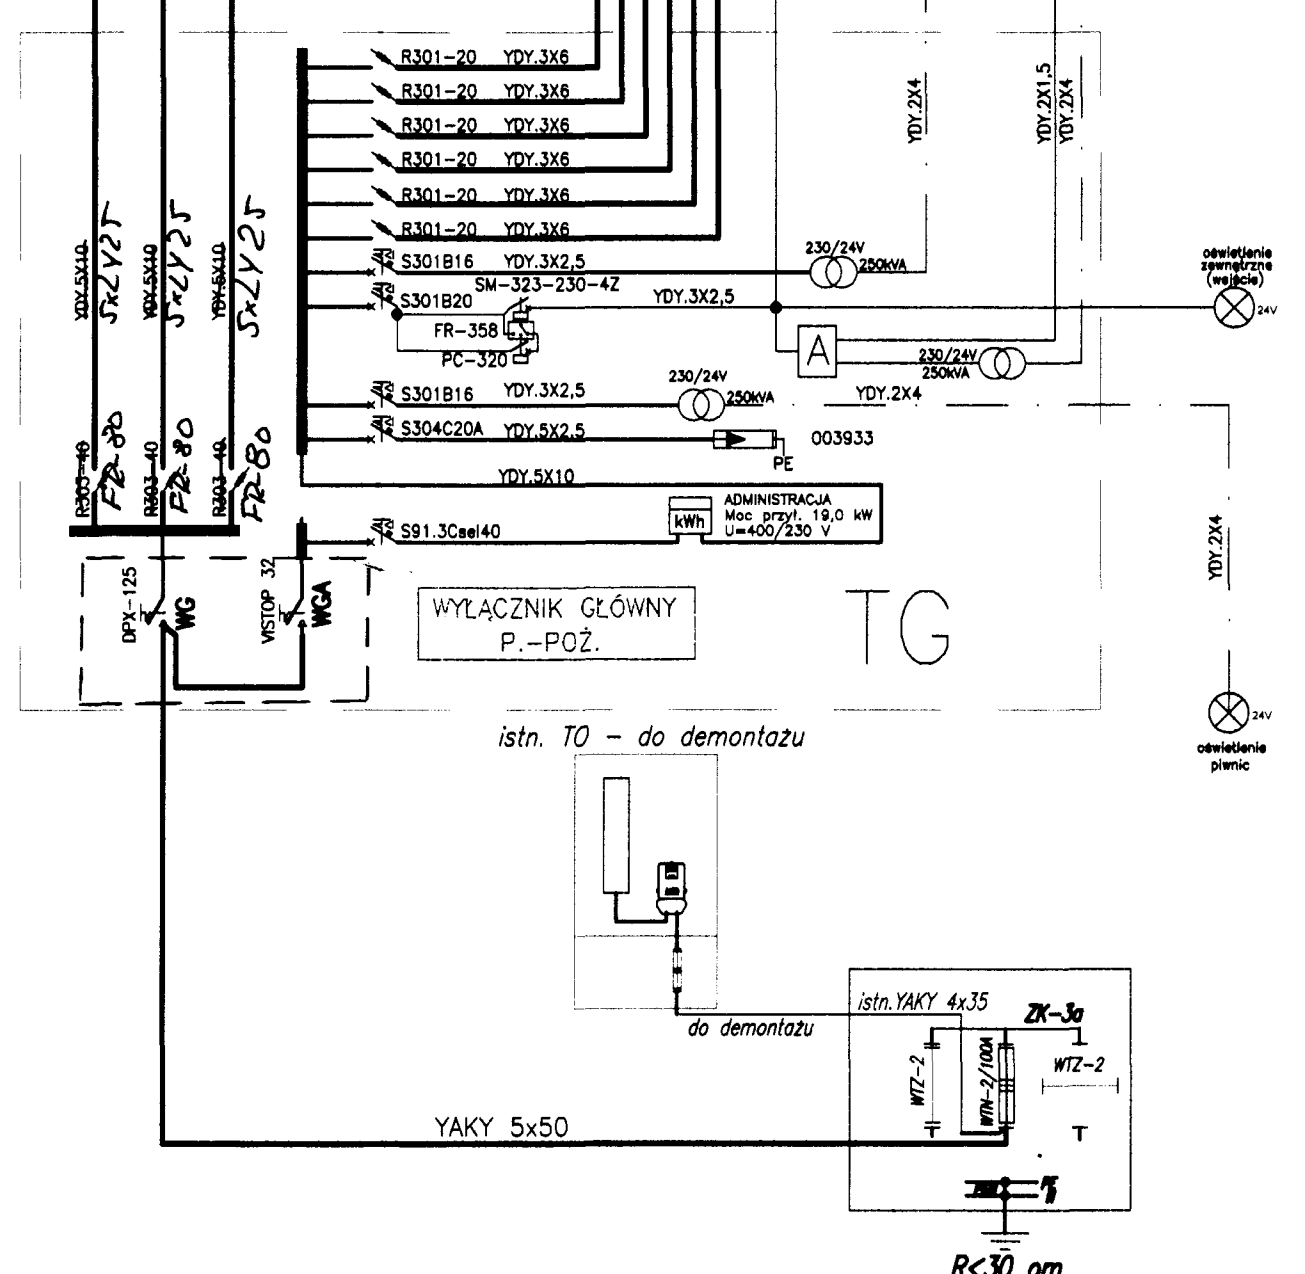 R301-20 YDY.3X6
R301-20 YDY.3X6
R301-20 YDY.3X6
R301-20 YDY.3X6
R301-20 YDY.3X6
R301-20 YDY.3X6
YDY.2X4
YDY.2X1,5
YDY.2X4
S301B16 YDY.3X2,5
230/24V
250kVA
S301B20
SM-323-230-4Z
YDY.3X2,5
FR-358
PC-320
A
230/24V
250kVA
oświetlenie
zewnętrzne
(wejście)
24V
YDY.5X10
5xLY25
YDY.5X10
5xLY25
YDY.5X10
5xLY25
S301B16 YDY.3X2,5
230/24V
250kVA
YDY.2X4
S304C20A YDY.5X2.5
003933
PE
R303-40
FR-80
R303-40
FR-80
R303-40
FR-80
YDY.5X10
S91.3Csel40
kWh
ADMINISTRACJA
Moc przył. 19,0 kW
U=400/230 V
YDY.2X4
DPX-125
WG
VISTOP 32
WGA
WYŁĄCZNIK GŁÓWNY
P.-POŻ.
TG
24V
oświetlenie
piwnic
istn. TO - do demontażu
istn.YAKY 4x35
do demontażu
ZK-3a
WTZ-2
WTN-2/100A
WTZ-2
YAKY 5x50
PE
N
R<30 om